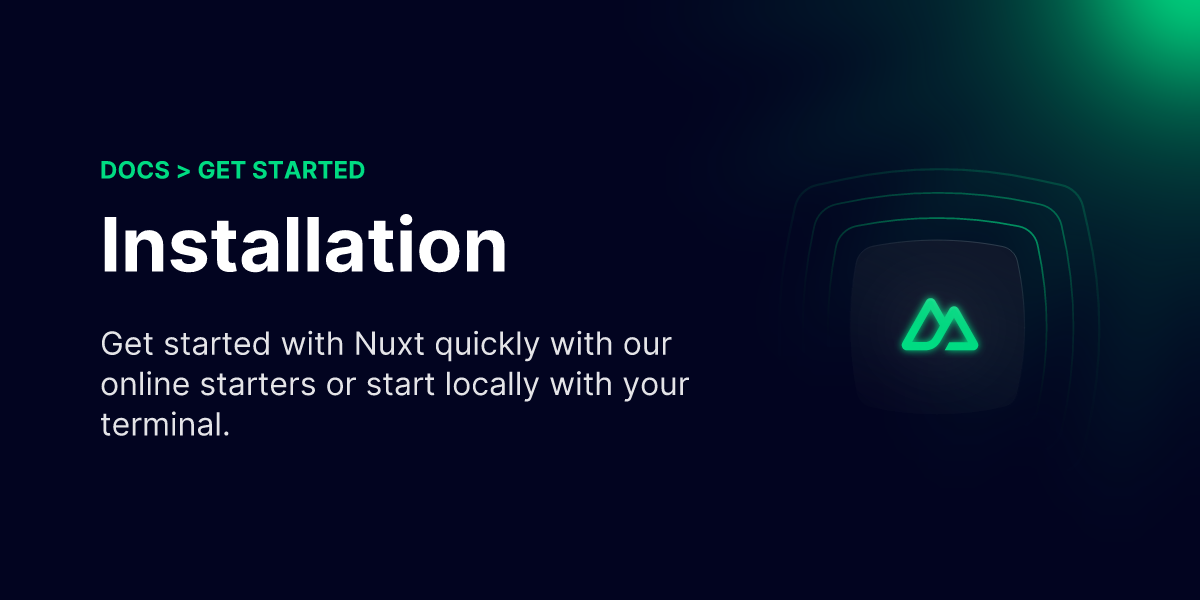 DOCS > GET STARTED
Installation
Get started with Nuxt quickly with our
online starters or start locally with your
terminal.